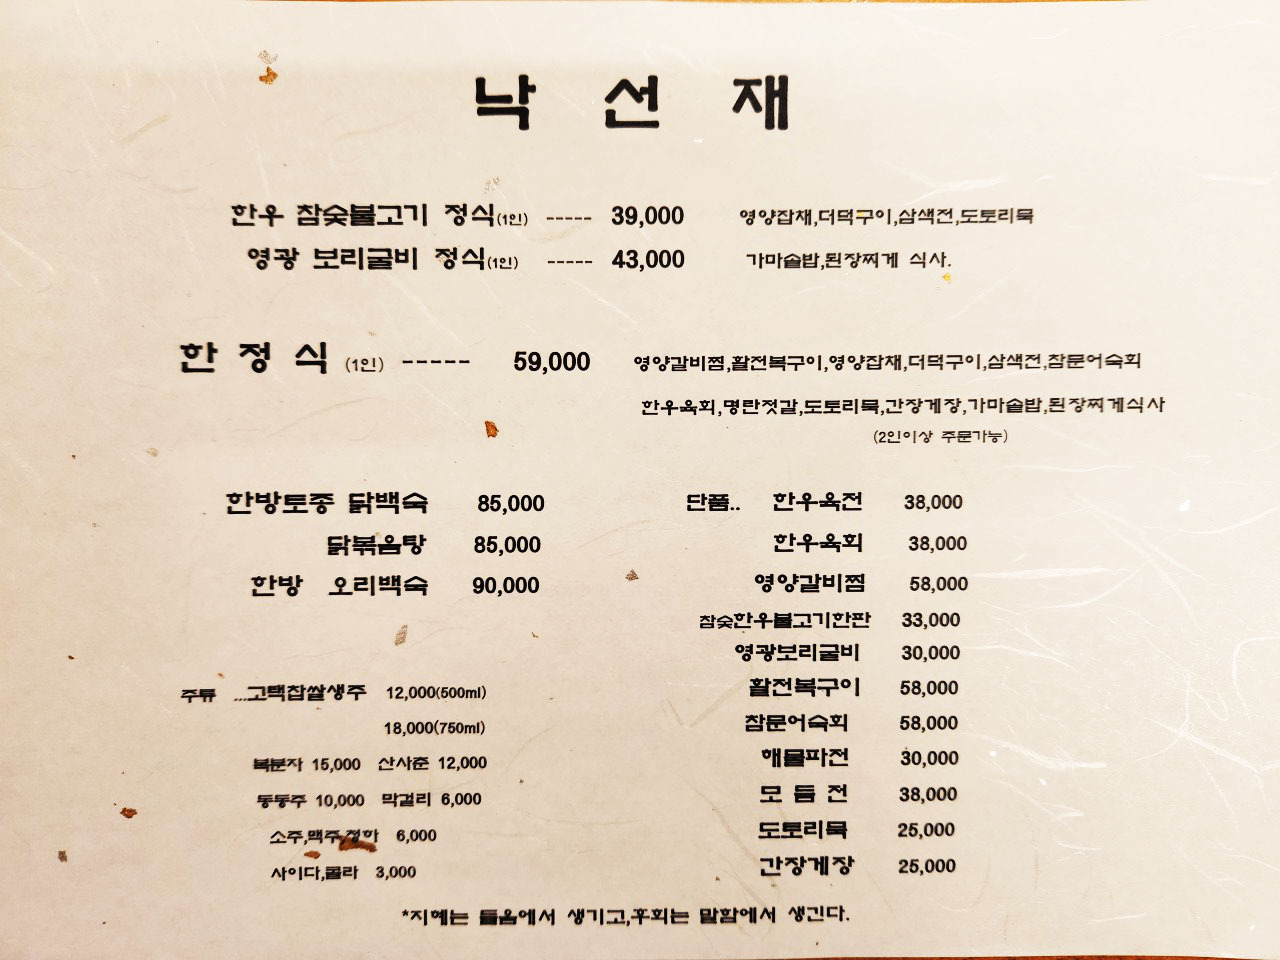 낙 선 재
한우 참숯불고기 정식(1인) ----- 39,000 영양잡채,더덕구이,삼색전,도토리묵
영광 보리굴비 정식(1인) ----- 43,000 가마솥밥,된장찌게 식사.
한 정 식 (1인) ----- 59,000 영양갈비찜,활전복구이,영양잡채,더덕구이,삼색전,참문어숙회
한우육회,명란젓갈,도토리묵,간장게장,가마솥밥,된장찌게식사
(2인이상 주문가능)
한방토종 닭백숙 85,000
닭볶음탕 85,000
한방 오리백숙 90,000
단품.. 한우육전 38,000
한우육회 38,000
영양갈비찜 58,000
참숯한우불고기한판 33,000
영광보리굴비 30,000
활전복구이 58,000
참문어숙회 58,000
해물파전 30,000
모 듬 전 38,000
도토리묵 25,000
간장게장 25,000
주류 ...고택찹쌀생주 12,000(500ml)
18,000(750ml)
복분자 15,000 산사춘 12,000
동동주 10,000 막걸리 6,000
소주,맥주,청하 6,000
사이다,콜라 3,000
*지혜는 들음에서 생기고,후회는 말함에서 생긴다.